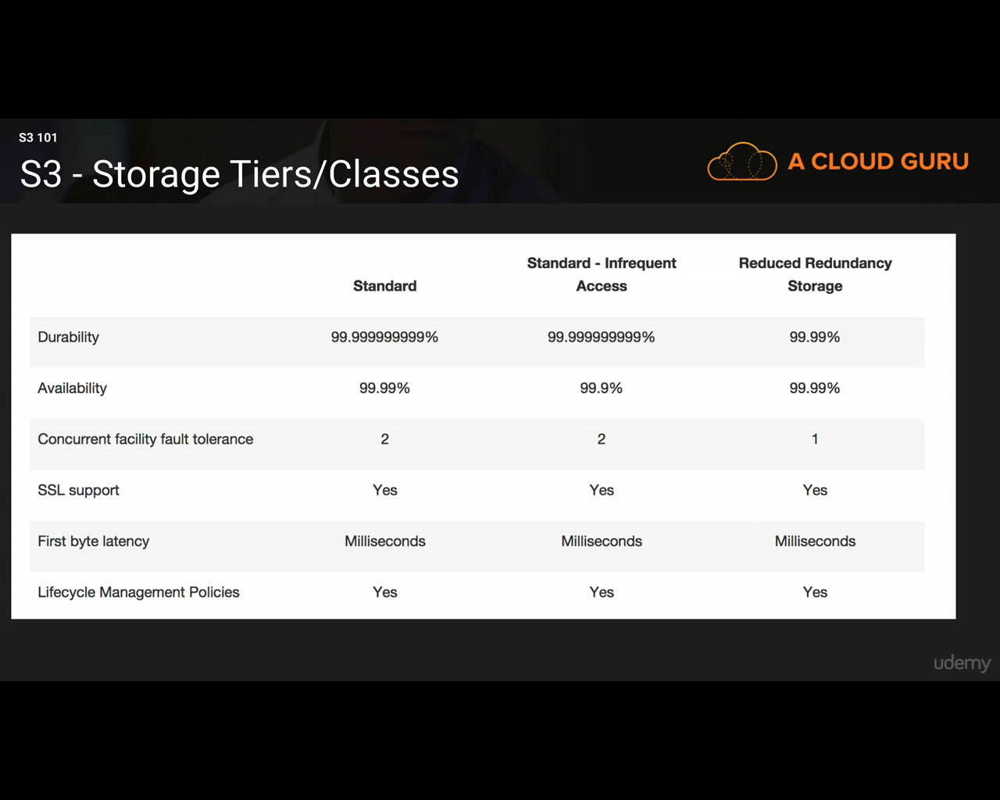 S3 101
S3 - Storage Tiers/Classes
A CLOUD GURU
Standard Standard - Infrequent Access Reduced Redundancy Storage
Durability 99.999999999% 99.999999999% 99.99%
Availability 99.99% 99.9% 99.99%
Concurrent facility fault tolerance 2 2 1
SSL support Yes Yes Yes
First byte latency Milliseconds Milliseconds Milliseconds
Lifecycle Management Policies Yes Yes Yes
udemy